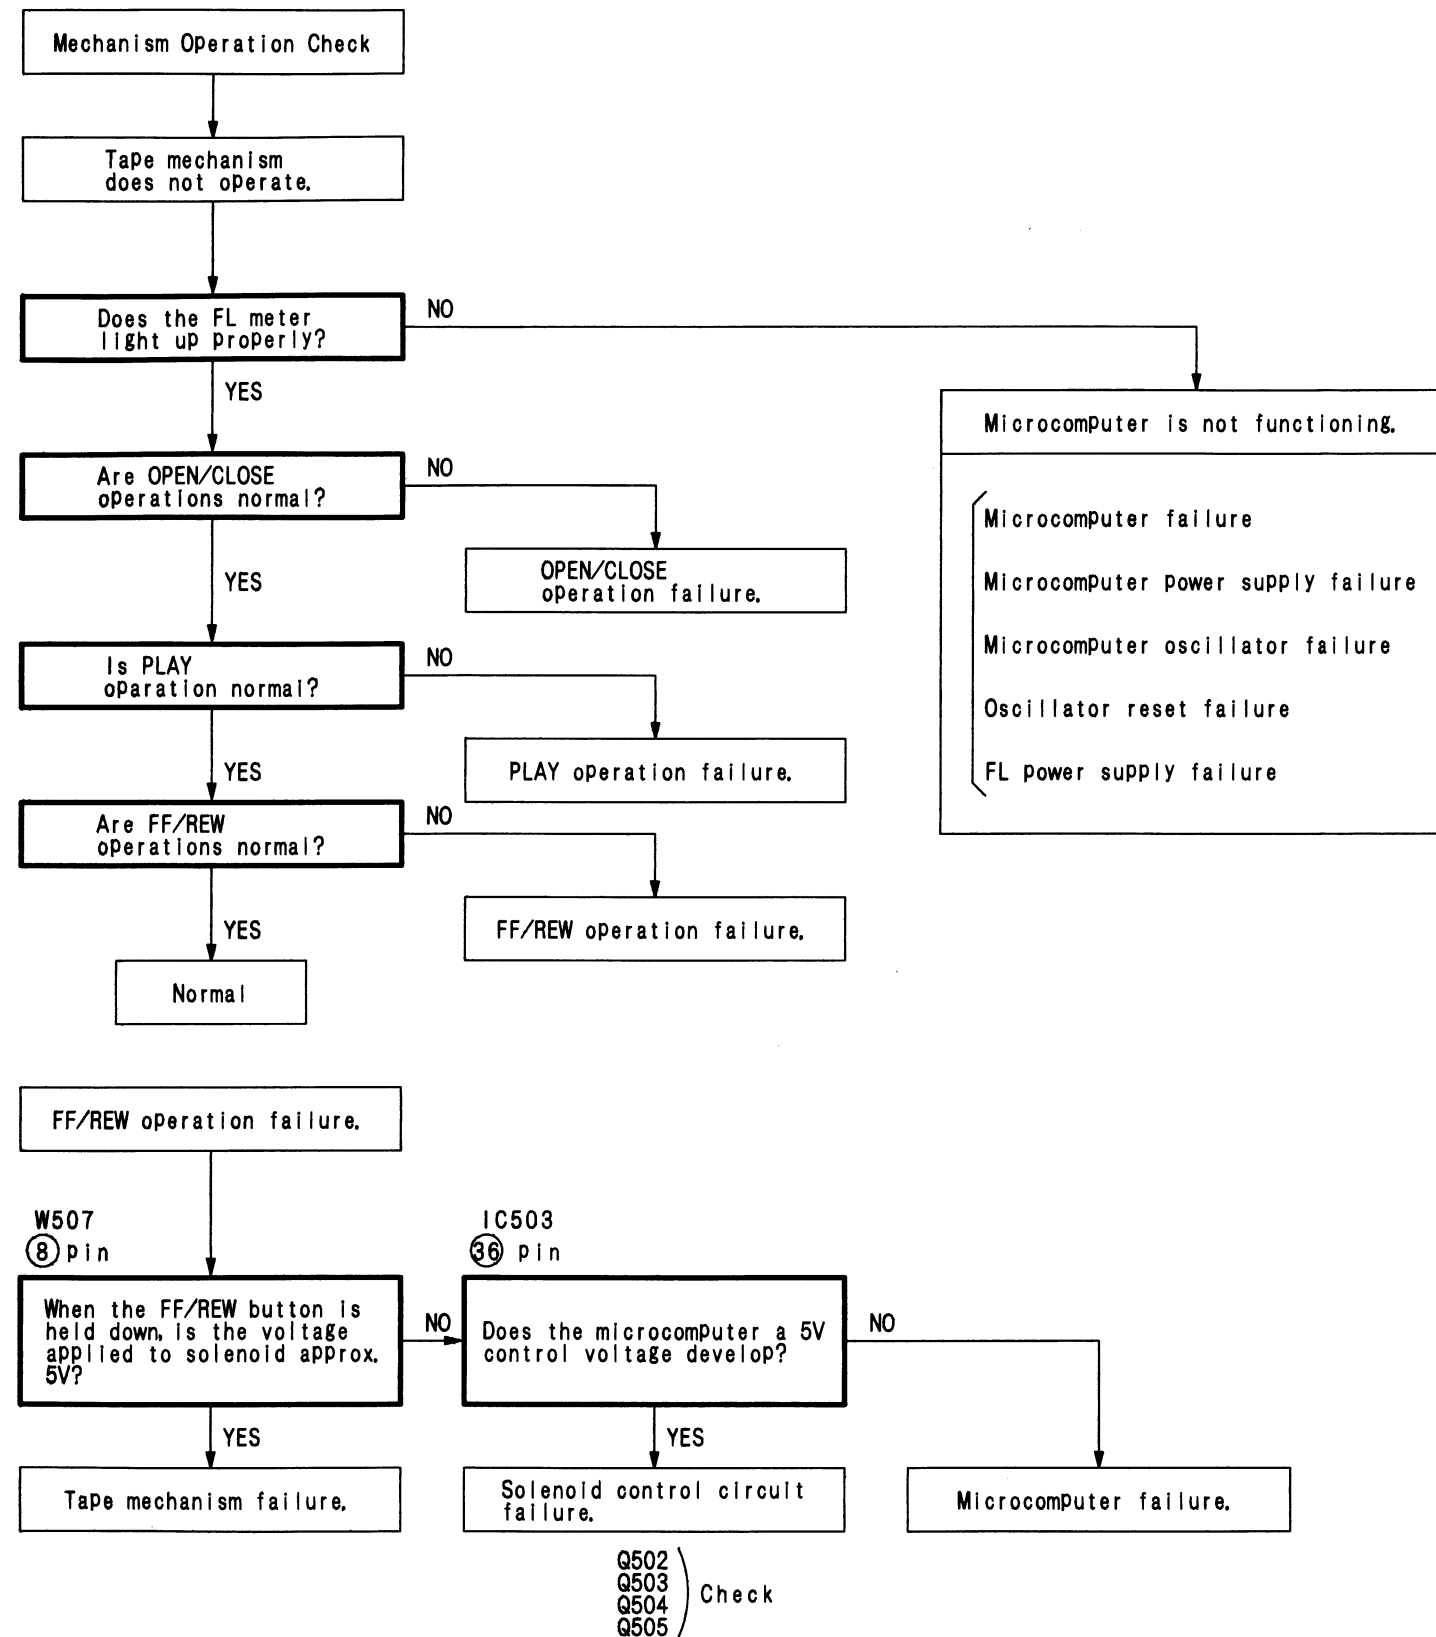 Mechanism Operation Check
Tape mechanism
does not operate.
Does the FL meter
light up properly?
NO
YES
Microcomputer is not functioning.
Microcomputer failure
Microcomputer power supply failure
Microcomputer oscillator failure
Oscillator reset failure
FL power supply failure
Are OPEN/CLOSE
operations normal?
NO
YES
OPEN/CLOSE
operation failure.
Is PLAY
oparation normal?
NO
YES
PLAY operation failure.
Are FF/REW
operations normal?
NO
YES
FF/REW operation failure.
Normal
FF/REW operation failure.
W507
8 pin
When the FF/REW button is
held down, is the voltage
applied to solenoid approx.
5V?
NO
YES
Tape mechanism failure.
IC503
36 pin
Does the microcomputer a 5V
control voltage develop?
NO
YES
Solenoid control circuit
failure.
Microcomputer failure.
Q502
Q503
Q504
Q505
Check